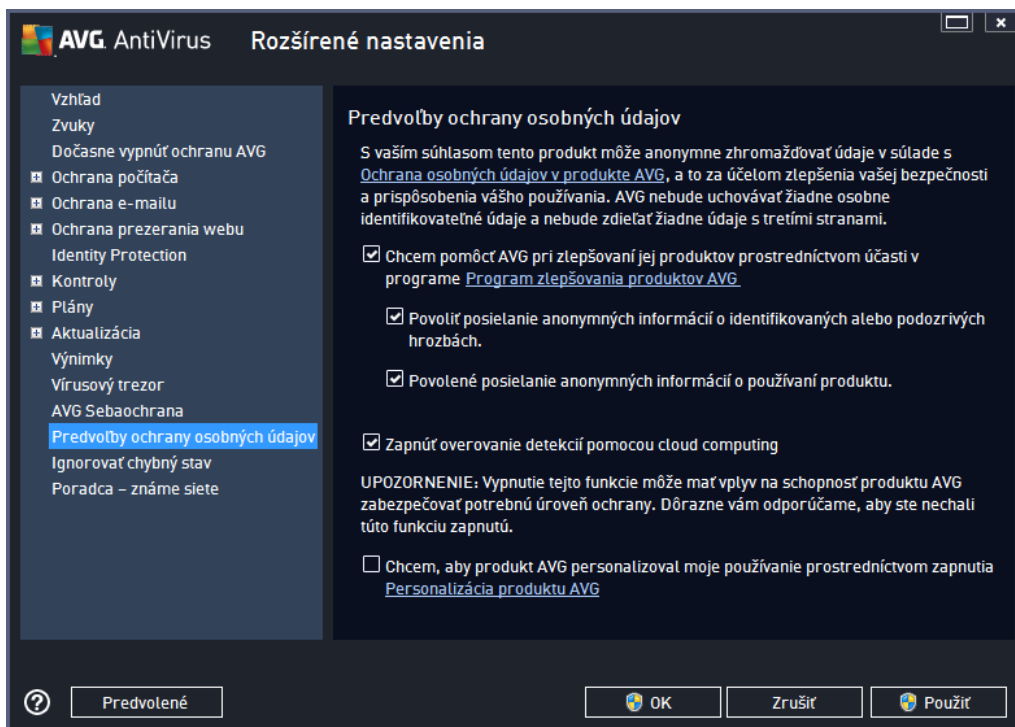 AVG. AntiVirus
Rozšírené nastavenia
Vzhľad
Zvuky
Dočasne vypnúť ochranu AVG
Ochrana počítača
Ochrana e-mailu
Ochrana prezerania webu
Identity Protection
Kontroly
Plány
Aktualizácia
Výnimky
Vírusový trezor
AVG Sebaochrana
Predvoľby ochrany osobných údajov
Ignorovať chybný stav
Poradca – známe siete
Predvoľby ochrany osobných údajov
S vaším súhlasom tento produkt môže anonymne zhromažďovať údaje v súlade s
Ochrana osobných údajov v produkte AVG, a to za účelom zlepšenia vašej bezpečnosti
a prispôsobenia vášho používania. AVG nebude uchovávať žiadne osobne
identifikovateľné údaje a nebude zdieľať žiadne údaje s tretími stranami.
Chcem pomôcť AVG pri zlepšovaní jej produktov prostredníctvom účasti v
programe Program zlepšovania produktov AVG
Povoliť posielanie anonymných informácií o identifikovaných alebo podozrivých
hrozbách.
Povolené posielanie anonymných informácií o používaní produktu.
Zapnúť overovanie detekcií pomocou cloud computing
UPOZORNENIE: Vypnutie tejto funkcie môže mať vplyv na schopnosť produktu AVG
zabezpečovať potrebnú úroveň ochrany. Dôrazne vám odporúčame, aby ste nechali
túto funkciu zapnutú.
Chcem, aby produkt AVG personalizoval moje používanie prostredníctvom zapnutia
Personalizácia produktu AVG
Predvolené
OK
Zrušiť
Použiť